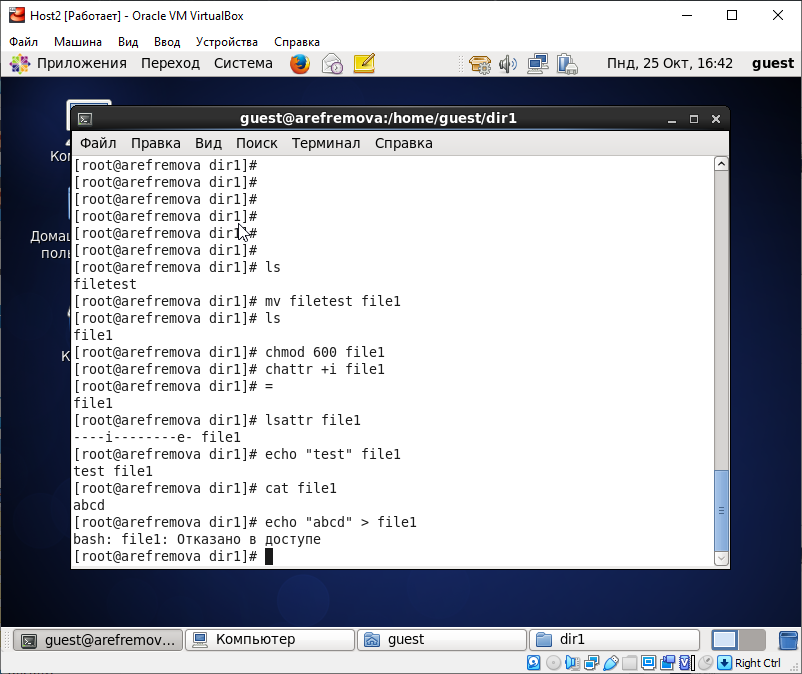 Host2 [Работает] - Oracle VM VirtualBox
Файл Машина Вид Ввод Устройства Справка
Приложения Переход Система Пнд, 25 Окт, 16:42 guest
guest@arefremova:/home/guest/dir1
Файл Правка Вид Поиск Терминал Справка
[root@arefremova dir1]#
[root@arefremova dir1]#
[root@arefremova dir1]#
[root@arefremova dir1]#
[root@arefremova dir1]#
[root@arefremova dir1]#
[root@arefremova dir1]# ls
filetest
[root@arefremova dir1]# mv filetest file1
[root@arefremova dir1]# ls
file1
[root@arefremova dir1]# chmod 600 file1
[root@arefremova dir1]# chattr +i file1
[root@arefremova dir1]# =
file1
[root@arefremova dir1]# lsattr file1
----i--------e- file1
[root@arefremova dir1]# echo "test" file1
test file1
[root@arefremova dir1]# cat file1
abcd
[root@arefremova dir1]# echo "abcd" > file1
bash: file1: Отказано в доступе
[root@arefremova dir1]#
guest@arefremov... Компьютер guest dir1
Right Ctrl